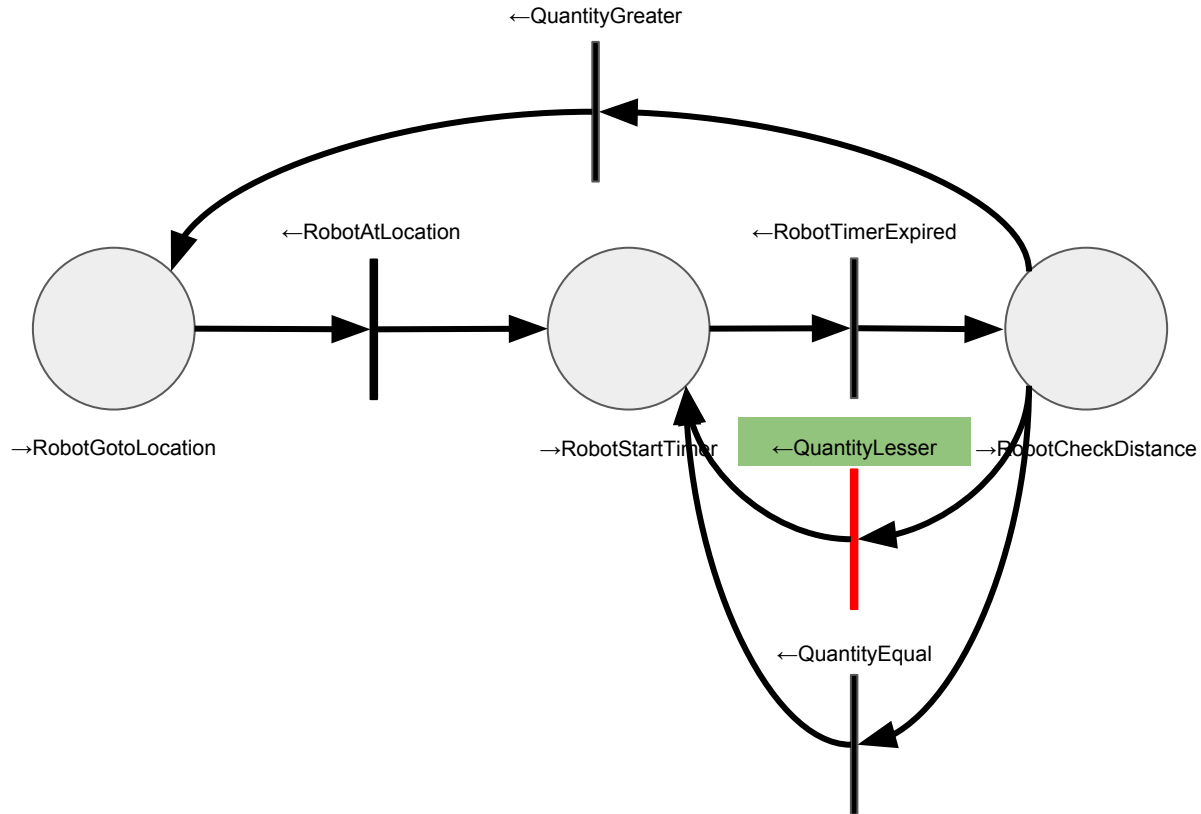 ←QuantityGreater
←RobotAtLocation
←RobotTimerExpired
→RobotGotoLocation
→RobotStartTimer
←QuantityLesser
→RobotCheckDistance
←QuantityEqual